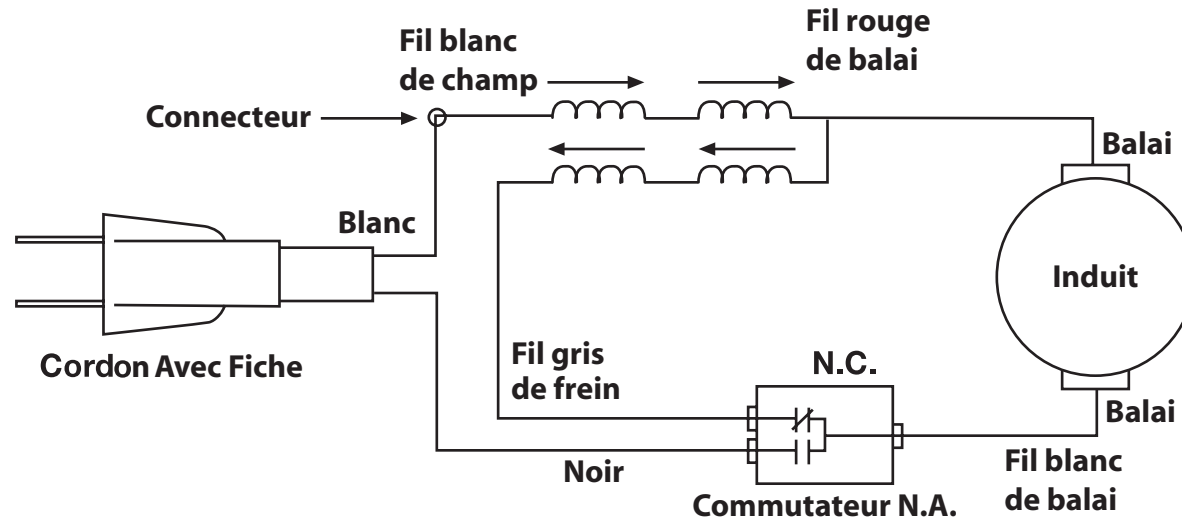 Fil blanc
de champ
Fil rouge
de balai
Connecteur
Balai
Blanc
Induit
Cordon Avec Fiche
Fil gris
de frein
N.C.
Balai
Noir
Fil blanc
de balai
Commutateur N.A.